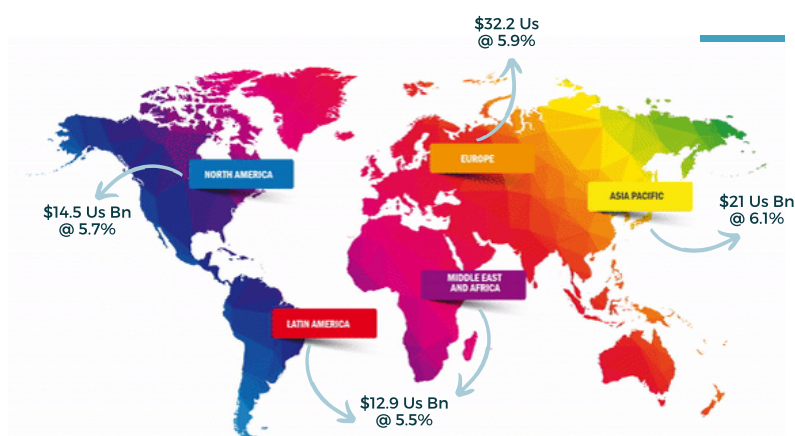 $32.2 Us
@ 5.9%
EUROPE
NORTH AMERICA
ASIA PACIFIC
$14.5 Us Bn
@ 5.7%
$21 Us Bn
@ 6.1%
MIDDLE EAST
AND AFRICA
LATIN AMERICA
$12.9 Us Bn
@ 5.5%